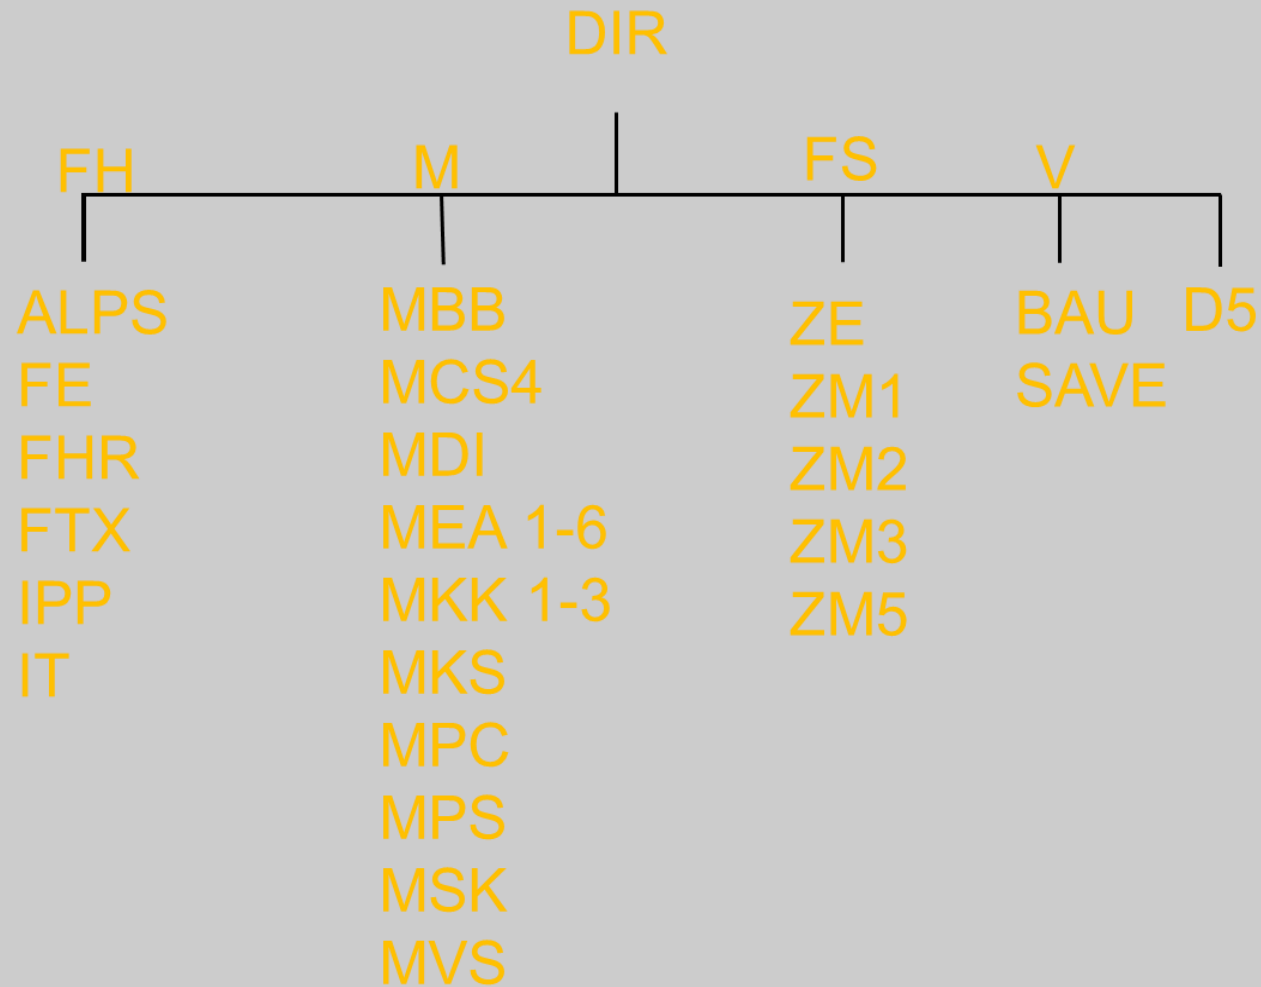 DIR
FH
M
FS
V
ALPS
FE
FHR
FTX
IPP
IT
MBB
MCS4
MDI
MEA 1-6
MKK 1-3
MKS
MPC
MPS
MSK
MVS
ZE
ZM1
ZM2
ZM3
ZM5
BAU
SAVE
D5